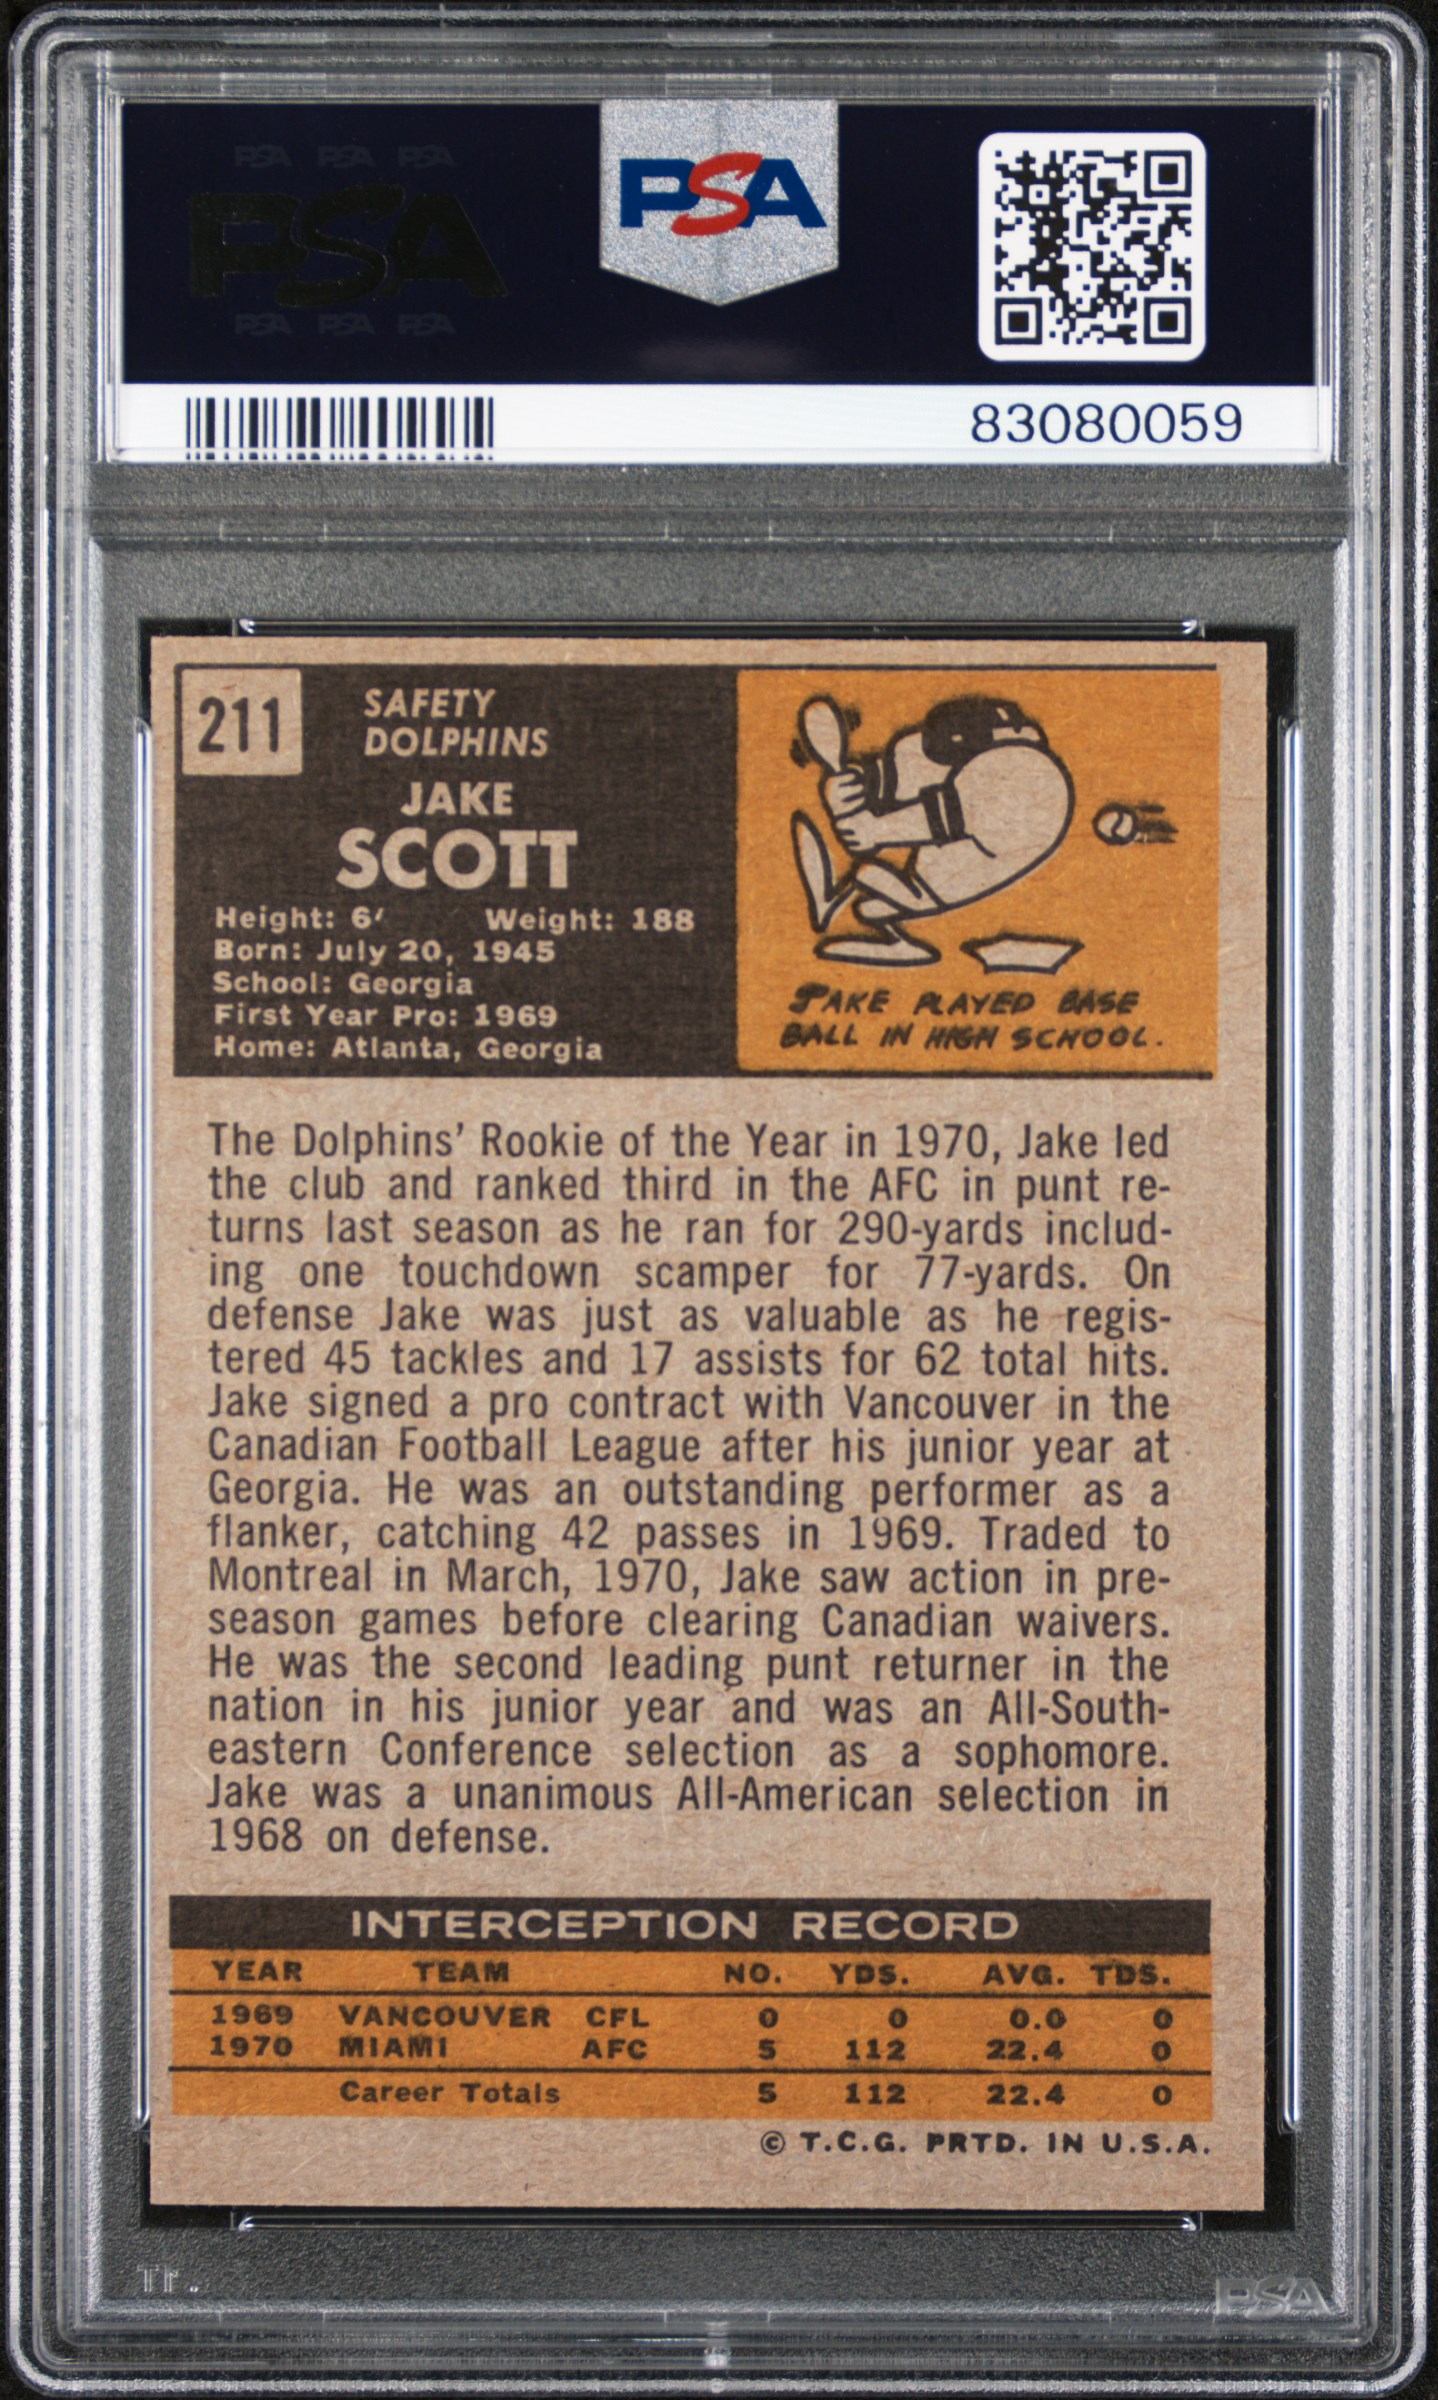 PSA PSA PSA
PSA
PSA PSA PSA
PSA
83080059
211
SAFETY
DOLPHINS
JAKE
SCOTT
Height: 6′ Weight: 188
Born: July 20, 1945
School: Georgia
First Year Pro: 1969
Home: Atlanta, Georgia
JAKE PLAYED BASE
BALL IN HIGH SCHOOL.
The Dolphins’ Rookie of the Year in 1970, Jake led
the club and ranked third in the AFC in punt re-
turns last season as he ran for 290-yards includ-
ing one touchdown scamper for 77-yards. On
defense Jake was just as valuable as he regis-
tered 45 tackles and 17 assists for 62 total hits.
Jake signed a pro contract with Vancouver in the
Canadian Football League after his junior year at
Georgia. He was an outstanding performer as a
flanker, catching 42 passes in 1969. Traded to
Montreal in March, 1970, Jake saw action in pre-
season games before clearing Canadian waivers.
He was the second leading punt returner in the
nation in his junior year and was an All-South-
eastern Conference selection as a sophomore.
Jake was a unanimous All-American selection in
1968 on defense.
INTERCEPTION RECORD
YEAR TEAM NO. YDS. AVG. TDS.
1969 VANCOUVER CFL 0 0 0.0 0
1970 MIAMI AFC 5 112 22.4 0
Career Totals 5 112 22.4 0
© T.C.G. PRTD. IN U.S.A.
PSA